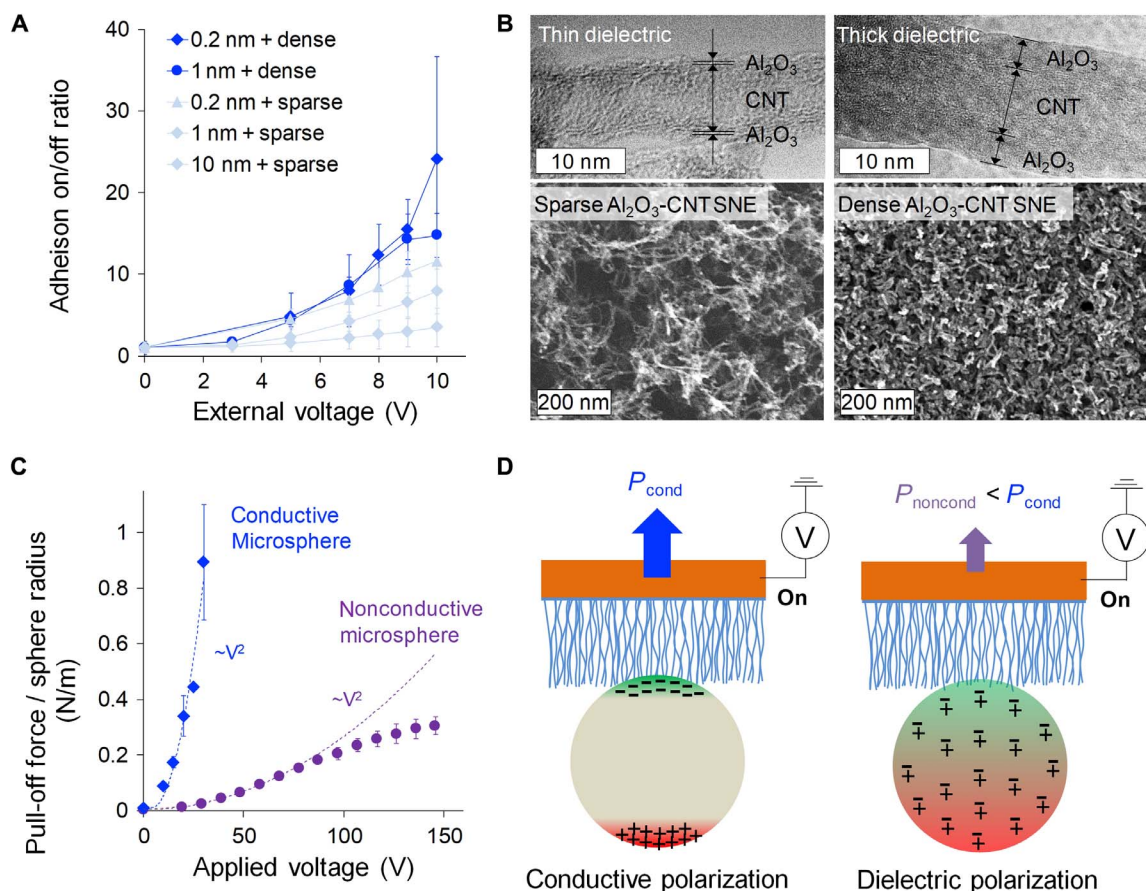 A
Adheison on/off ratio
40
30
20
10
0
0.2 nm + dense
1 nm + dense
0.2 nm + sparse
1 nm + sparse
10 nm + sparse
0 2 4 6 8 10
External voltage (V)
B
Thin dielectric
Al₂O₃
CNT
Al₂O₃
10 nm
Thick dielectric
Al₂O₃
CNT
Al₂O₃
10 nm
Sparse Al₂O₃-CNT SNE
200 nm
Dense Al₂O₃-CNT SNE
200 nm
C
Pull-off force / sphere radius
(N/m)
1
0.8
0.6
0.4
0.2
0
Conductive
Microsphere
~V²
Nonconductive
microsphere
~V²
0 50 100 150
Applied voltage (V)
D
P cond
V
On
Conductive polarization
P noncond < P cond
V
On
Dielectric polarization